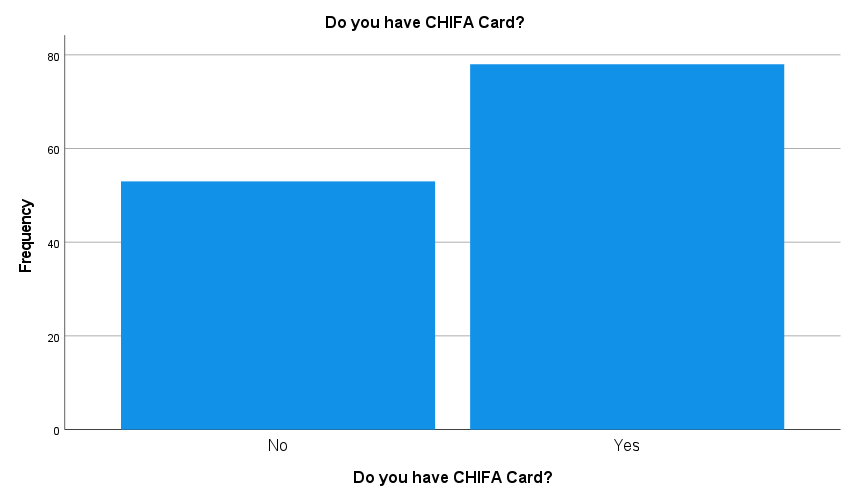 Do you have CHIFA Card?
80
60
40
20
0
Frequency
No
Yes
Do you have CHIFA Card?